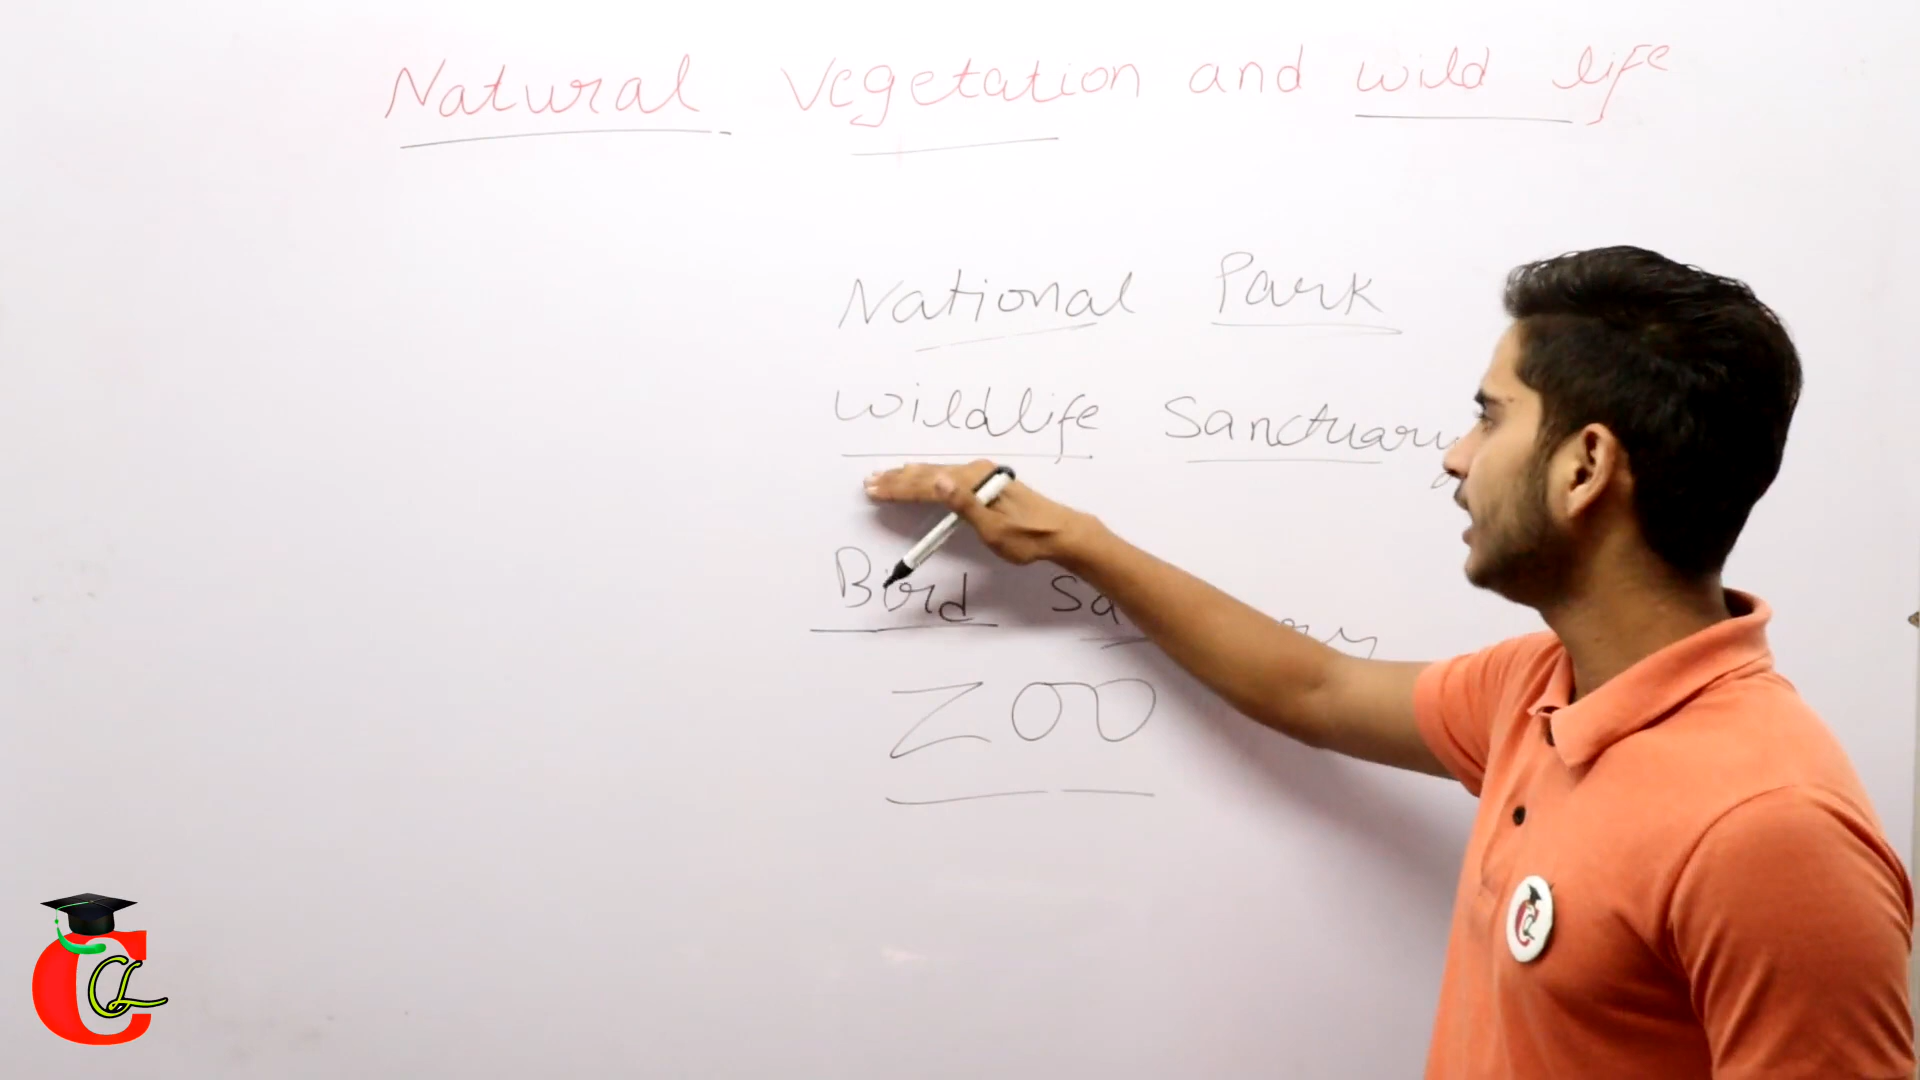 Natural Vegetation and wild life
National Park
Wildlife Sanctuary
Bird
ZOO